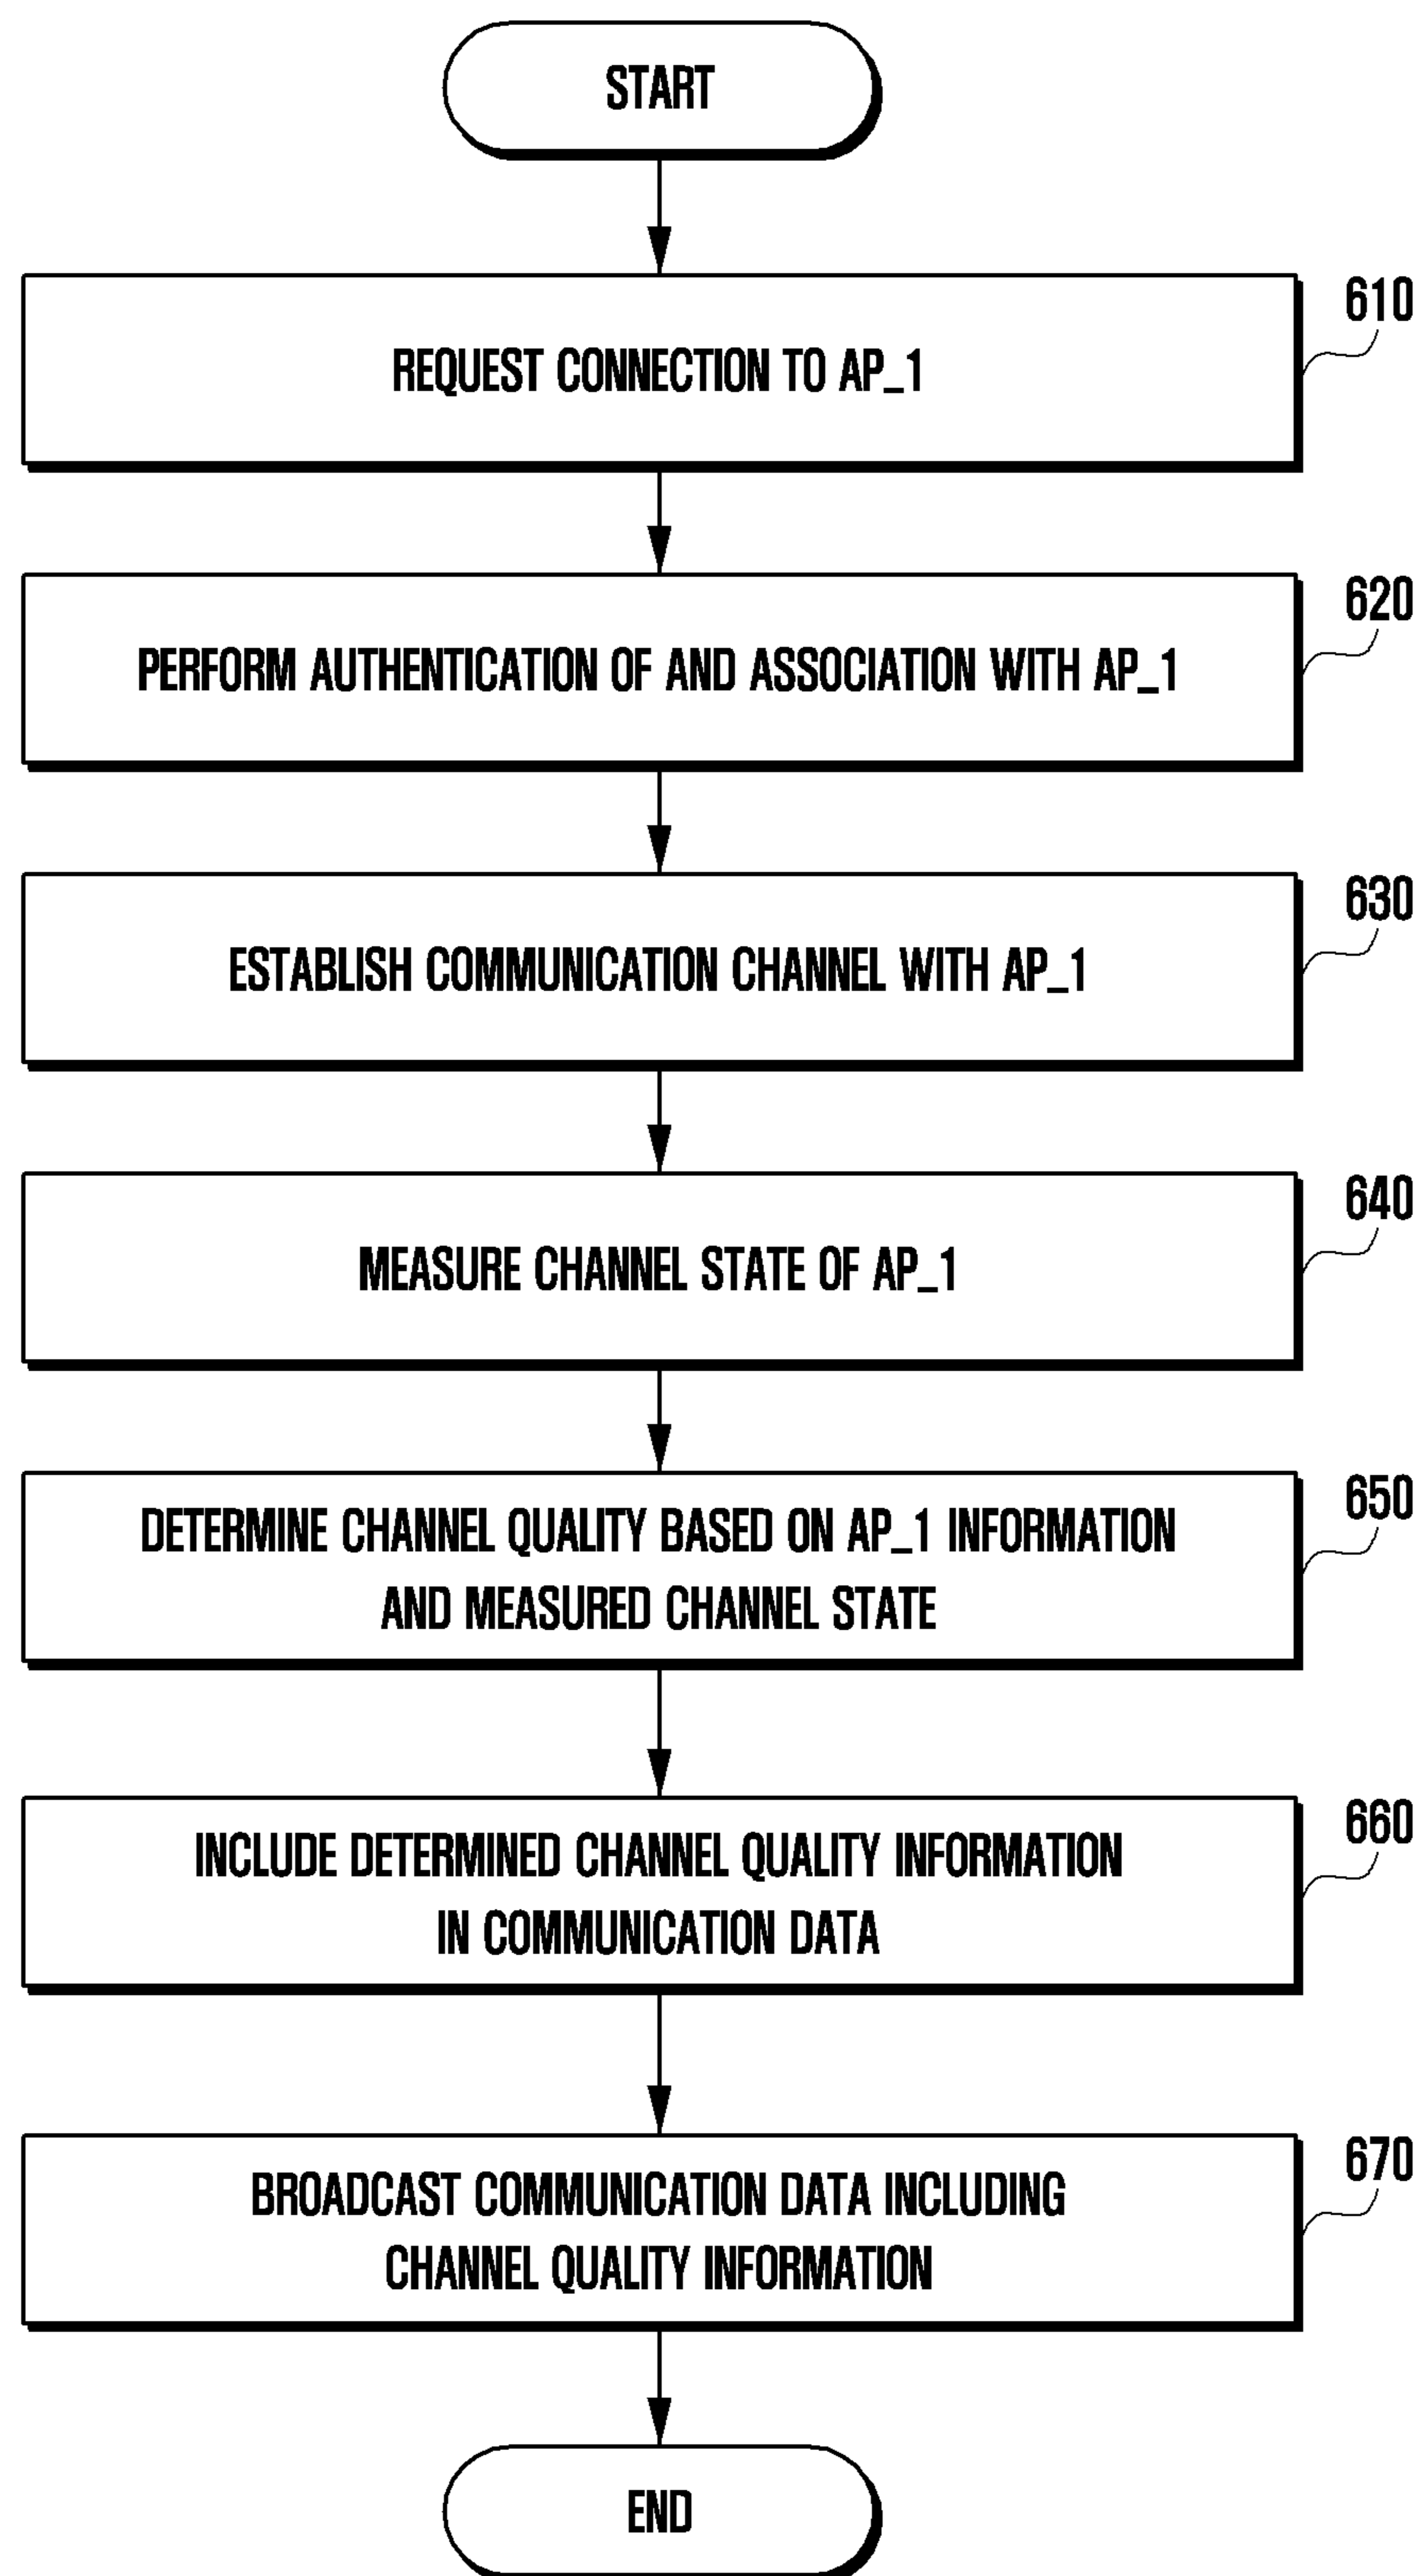 START
610
REQUEST CONNECTION TO AP_1
620
PERFORM AUTHENTICATION OF AND ASSOCIATION WITH AP_1
630
ESTABLISH COMMUNICATION CHANNEL WITH AP_1
640
MEASURE CHANNEL STATE OF AP_1
650
DETERMINE CHANNEL QUALITY BASED ON AP_1 INFORMATION
AND MEASURED CHANNEL STATE
660
INCLUDE DETERMINED CHANNEL QUALITY INFORMATION
IN COMMUNICATION DATA
670
BROADCAST COMMUNICATION DATA INCLUDING
CHANNEL QUALITY INFORMATION
END